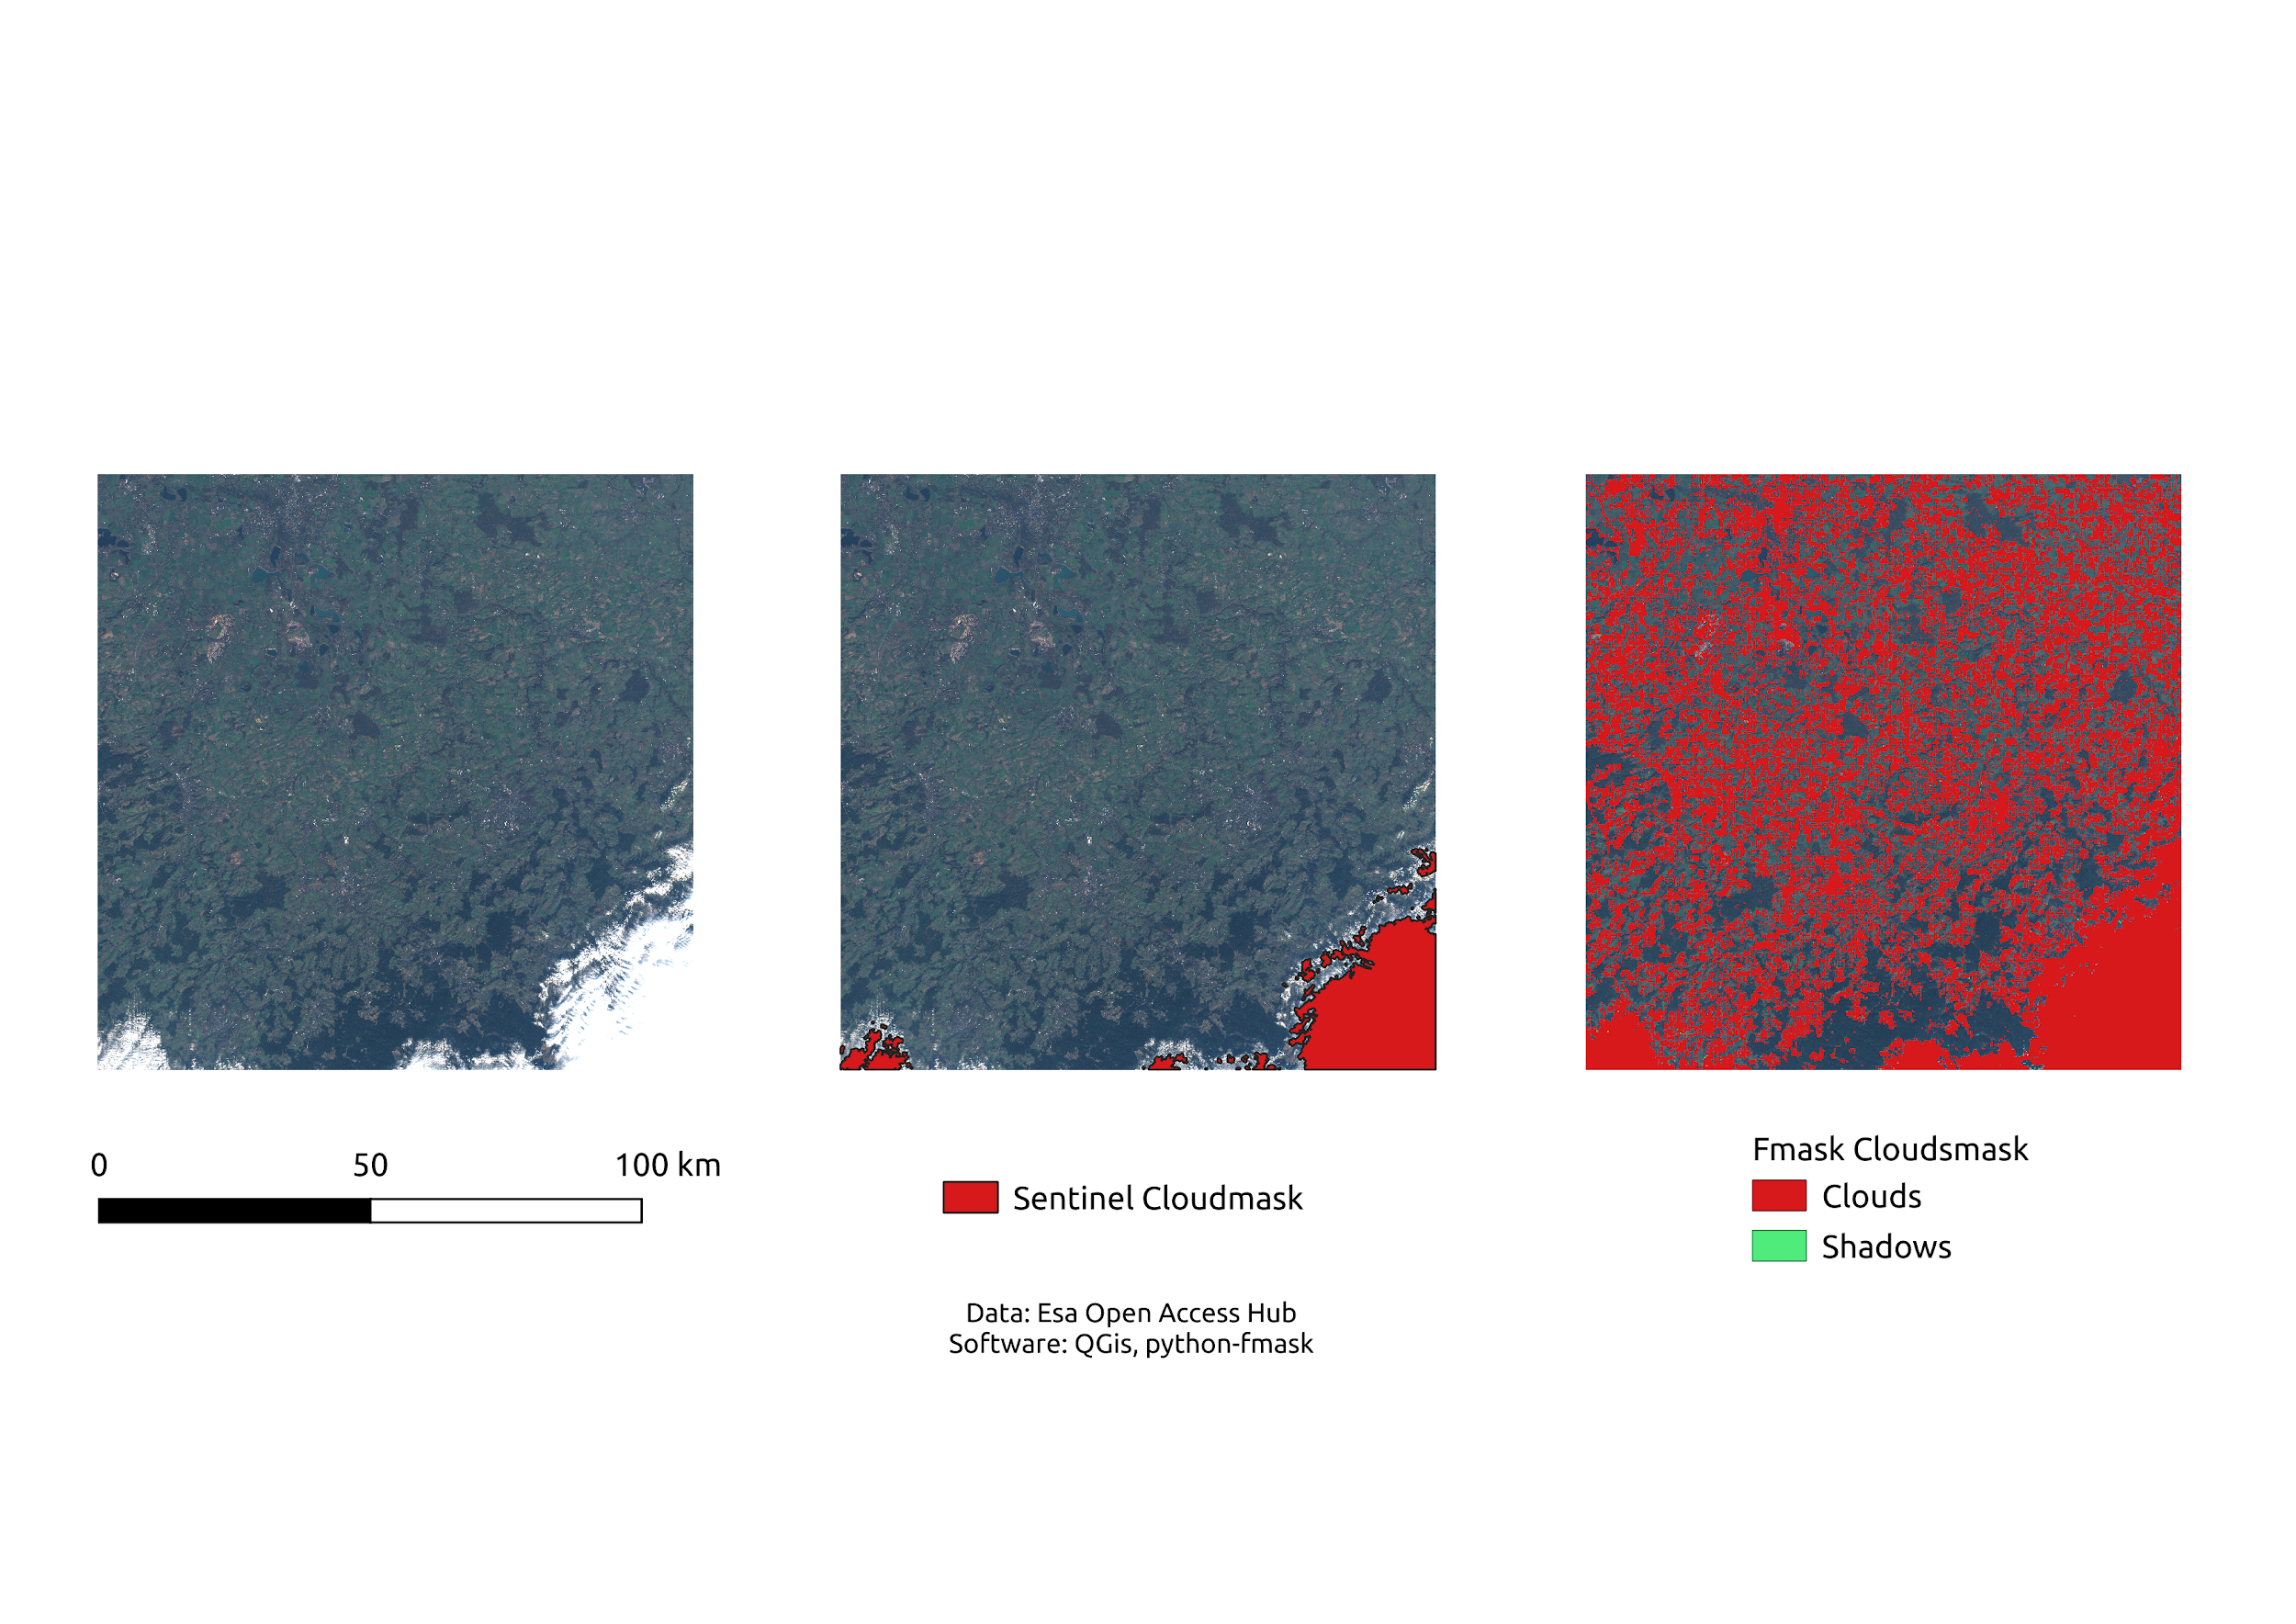 0 50 100 km
Sentinel Cloudmask
Data: Esa Open Access Hub
Software: QGis, python-fmask
Fmask Cloudsmask
Clouds
Shadows